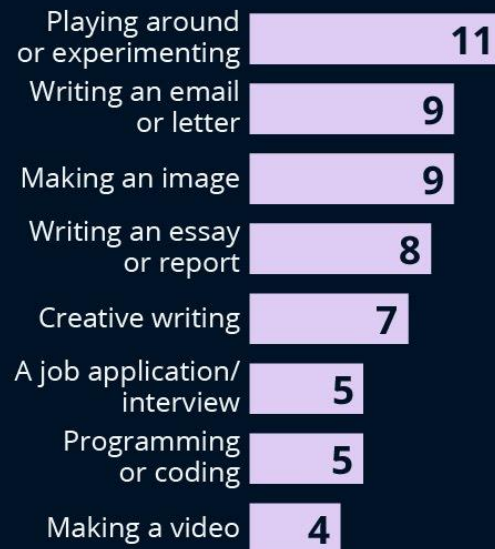 Playing around
or experimenting
11
Writing an email
or letter
9
Making an image
9
Writing an essay
or report
8
Creative writing
7
A job application/
interview
5
Programming
or coding
5
Making a video
4